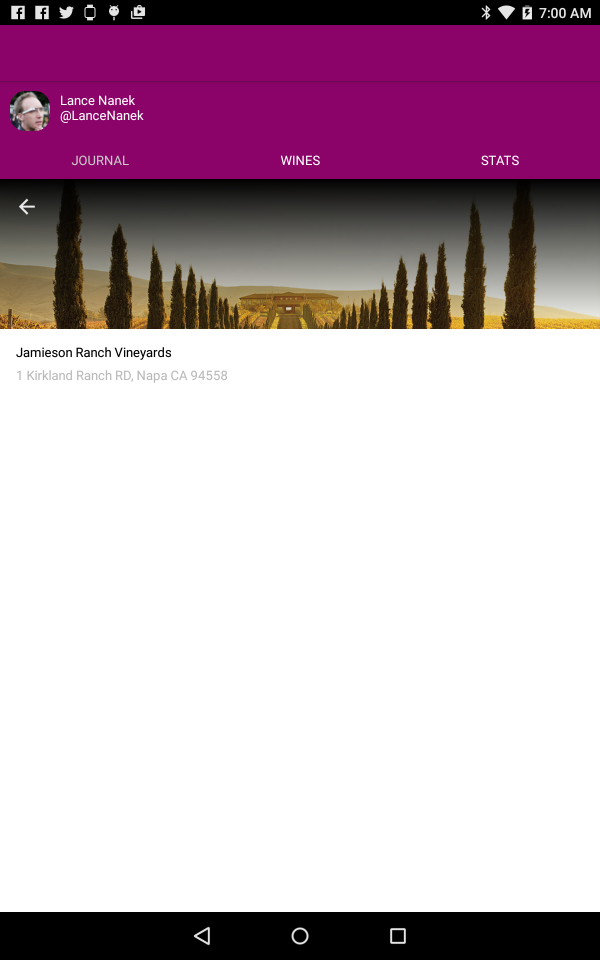 7:00 AM
Lance Nanek
@LanceNanek
JOURNAL
WINES
STATS
Jamieson Ranch Vineyards
1 Kirkland Ranch RD, Napa CA 94558